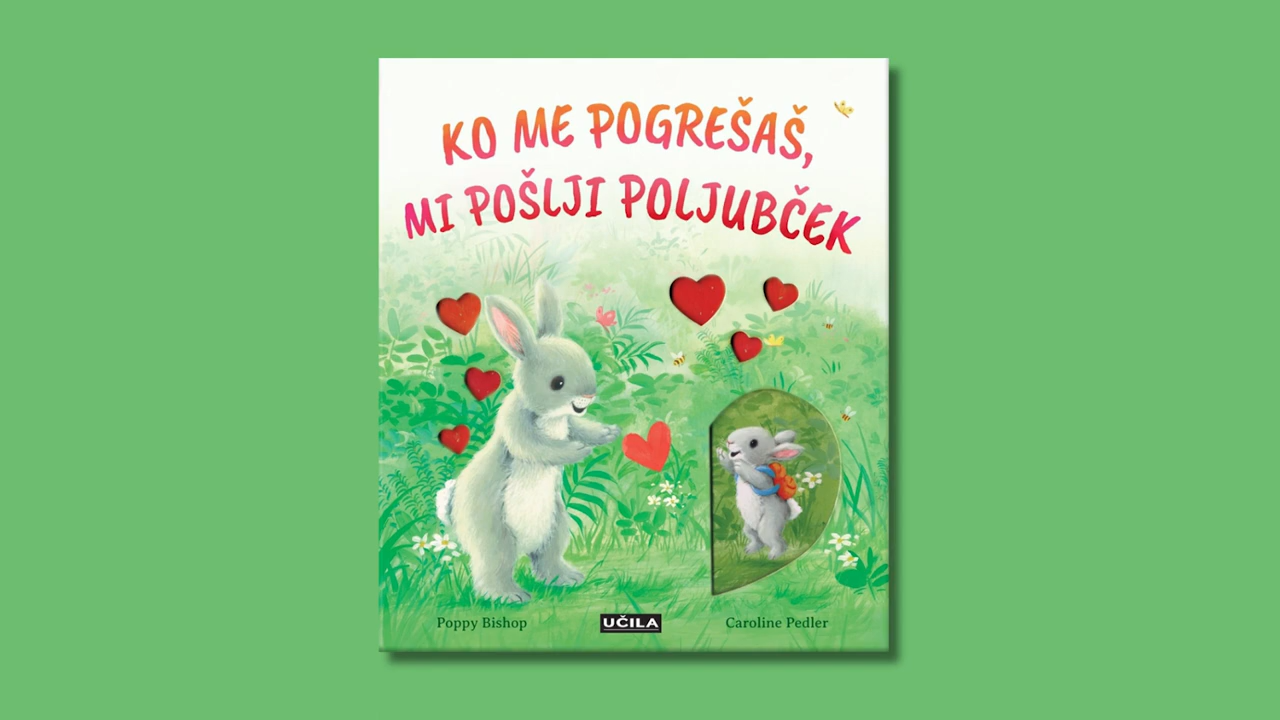 KO ME POGREŠAŠ,
MI POŠLJI POLJUBČEK
Poppy Bishop
UČILA
Caroline Pedler